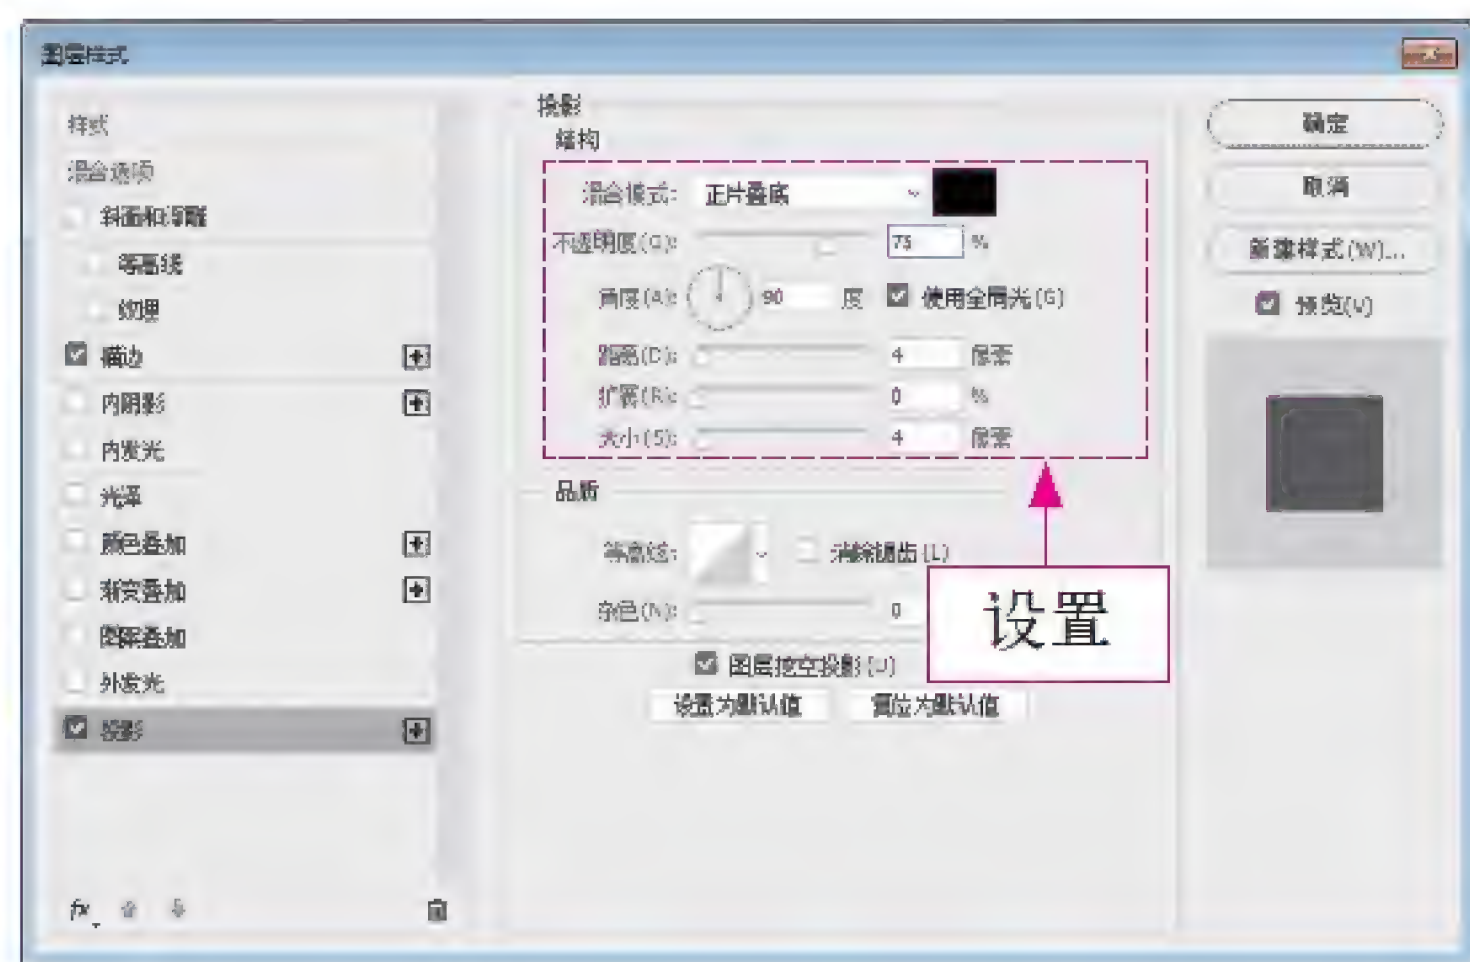 图层样式
样式
混合选项
斜面和浮雕
等高线
纹理
描边
内阴影
内发光
光泽
颜色叠加
渐变叠加
图案叠加
外发光
投影
fx
投影
结构
混合模式: 正片叠底
不透明度(O): 75 %
角度(A): 90 度 使用全局光(G)
距离(D): 4 像素
扩展(R): 0 %
大小(S): 4 像素
品质
等高线: 消除锯齿(L)
杂色(N): 0
设置
图层挖空投影(U)
设置为默认值 复位为默认值
确定
取消
新建样式(W)...
预览(V)